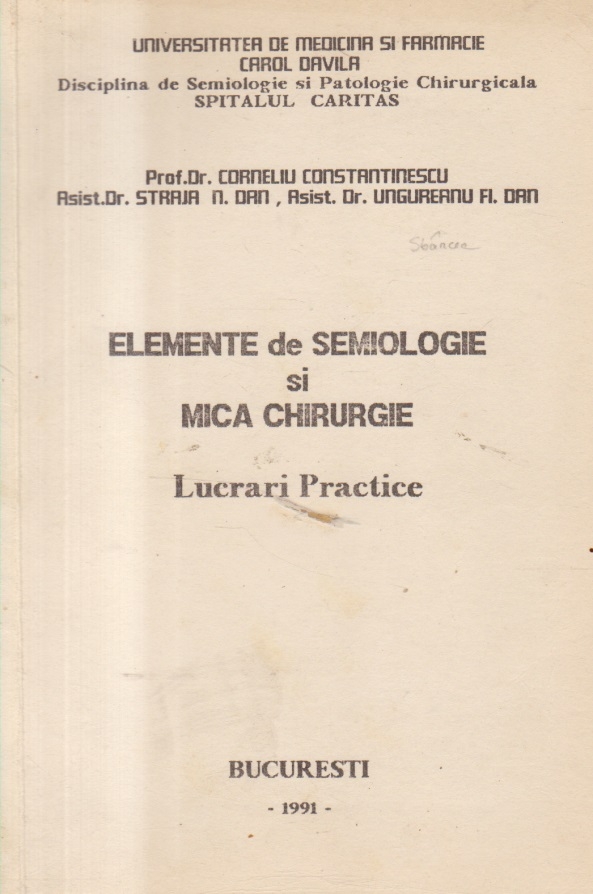 UNIVERSITATEA DE MEDICINA SI FARMACIE
CAROL DAVILA
Disciplina de Semiologie si Patologie Chirurgicala
SPITALUL CARITAS
Prof.Dr. CORNELIU CONSTANTINESCU
Asist.Dr. STRAJA N. DAN , Asist. Dr. UNGUREANU Fl. DAN
ELEMENTE de SEMIOLOGIE
si
MICA CHIRURGIE
Lucrari Practice
BUCURESTI
- 1991 -